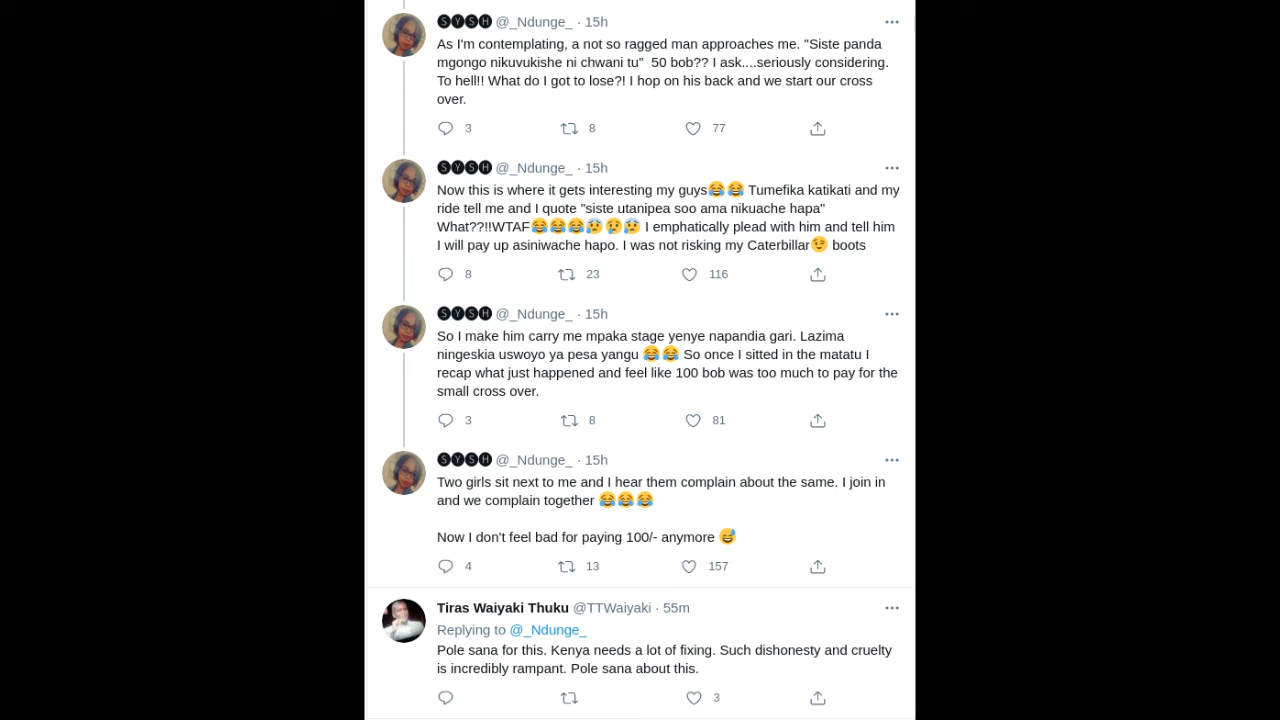 🅢🅨🅢🅗 @_Ndunge_ · 15h
As I'm contemplating, a not so ragged man approaches me. "Siste panda
mgongo nikuvukishe ni chwani tu"  50 bob?? I ask....seriously considering.
To hell!! What do I got to lose?! I hop on his back and we start our cross
over.
3 8 77
🅢🅨🅢🅗 @_Ndunge_ · 15h
Now this is where it gets interesting my guys😂😂 Tumefika katikati and my
ride tell me and I quote "siste utanipea soo ama nikuache hapa"
What??!!WTAF😂😂😂😰😢😰 I emphatically plead with him and tell him
I will pay up asiniwache hapo. I was not risking my Caterbillar😉 boots
8 23 116
🅢🅨🅢🅗 @_Ndunge_ · 15h
So I make him carry me mpaka stage yenye napandia gari. Lazima
ningeskia uswoyo ya pesa yangu 😂😂 So once I sitted in the matatu I
recap what just happened and feel like 100 bob was too much to pay for the
small cross over.
3 8 81
🅢🅨🅢🅗 @_Ndunge_ · 15h
Two girls sit next to me and I hear them complain about the same. I join in
and we complain together 😂😂😂
Now I don't feel bad for paying 100/- anymore 😅
4 13 157
Tiras Waiyaki Thuku @TTWaiyaki · 55m
Replying to @_Ndunge_
Pole sana for this. Kenya needs a lot of fixing. Such dishonesty and cruelty
is incredibly rampant. Pole sana about this.
3